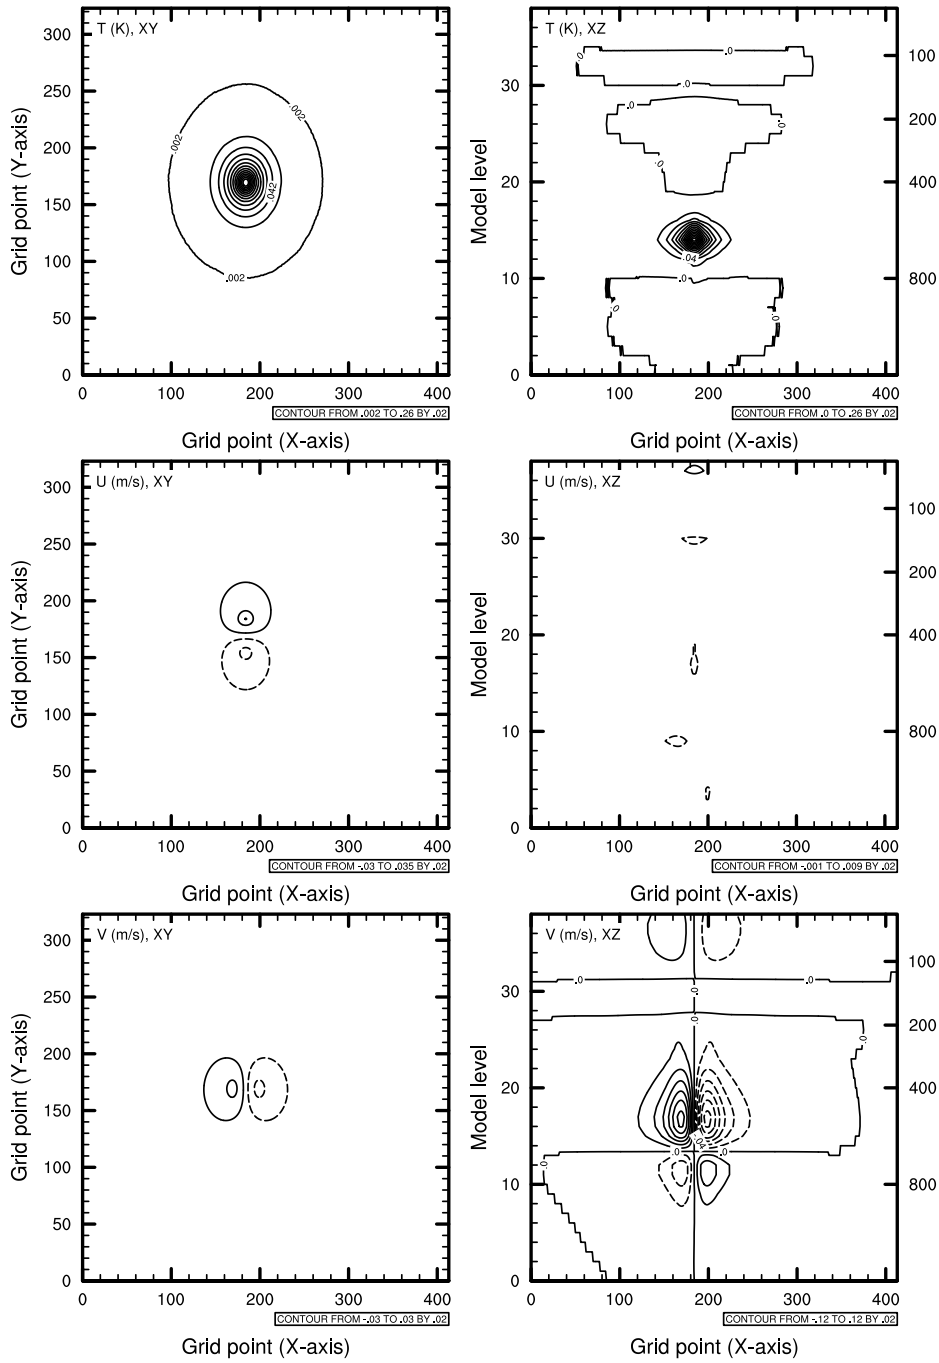 T (K), XY
300
250
200
150
100
50
0
0 100 200 300 400
Grid point (Y-axis)
Grid point (X-axis)
.002
.002
.042
.002
CONTOUR FROM .002 TO .26 BY .02
T (K), XZ
30
20
10
0
100
200
400
800
0 100 200 300 400
Model level
Grid point (X-axis)
.0
.0
.0
.0
.0
.0
.0
.0
.04
.0
.0
.0
CONTOUR FROM .0 TO .26 BY .02
U (m/s), XY
300
250
200
150
100
50
0
0 100 200 300 400
Grid point (Y-axis)
Grid point (X-axis)
CONTOUR FROM -.03 TO .035 BY .02
U (m/s), XZ
30
20
10
0
100
200
400
800
0 100 200 300 400
Model level
Grid point (X-axis)
CONTOUR FROM -.001 TO .009 BY .02
V (m/s), XY
300
250
200
150
100
50
0
0 100 200 300 400
Grid point (Y-axis)
Grid point (X-axis)
CONTOUR FROM -.03 TO .03 BY .02
V (m/s), XZ
30
20
10
0
100
200
400
800
0 100 200 300 400
Model level
Grid point (X-axis)
.0
.0
.0
.0
.0
.04
.0
.0
.0
CONTOUR FROM -.12 TO .12 BY .02